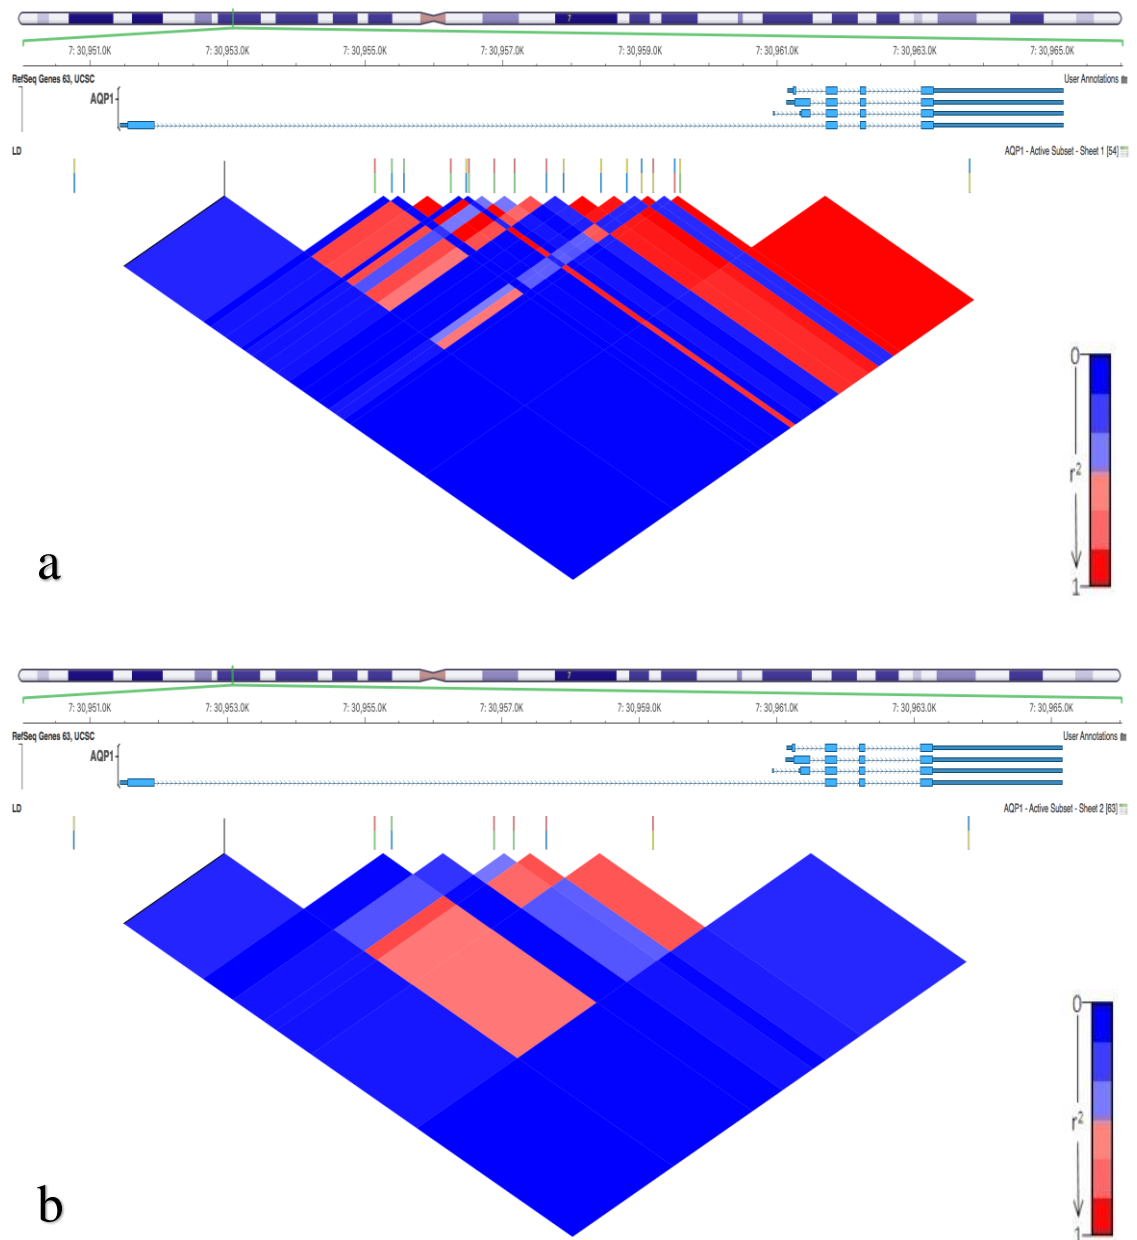 7
7: 30,951.0K 7: 30,953.0K 7: 30,955.0K 7: 30,957.0K 7: 30,959.0K 7: 30,961.0K 7: 30,963.0K 7: 30,965.0K
RefSeq Genes 63, UCSC User Annotations
AQP1
LD AQP1 - Active Subset - Sheet 1 [54]
0
r²
1
a
7
7: 30,951.0K 7: 30,953.0K 7: 30,955.0K 7: 30,957.0K 7: 30,959.0K 7: 30,961.0K 7: 30,963.0K 7: 30,965.0K
RefSeq Genes 63, UCSC User Annotations
AQP1
LD AQP1 - Active Subset - Sheet 2 [63]
0
r²
1
b